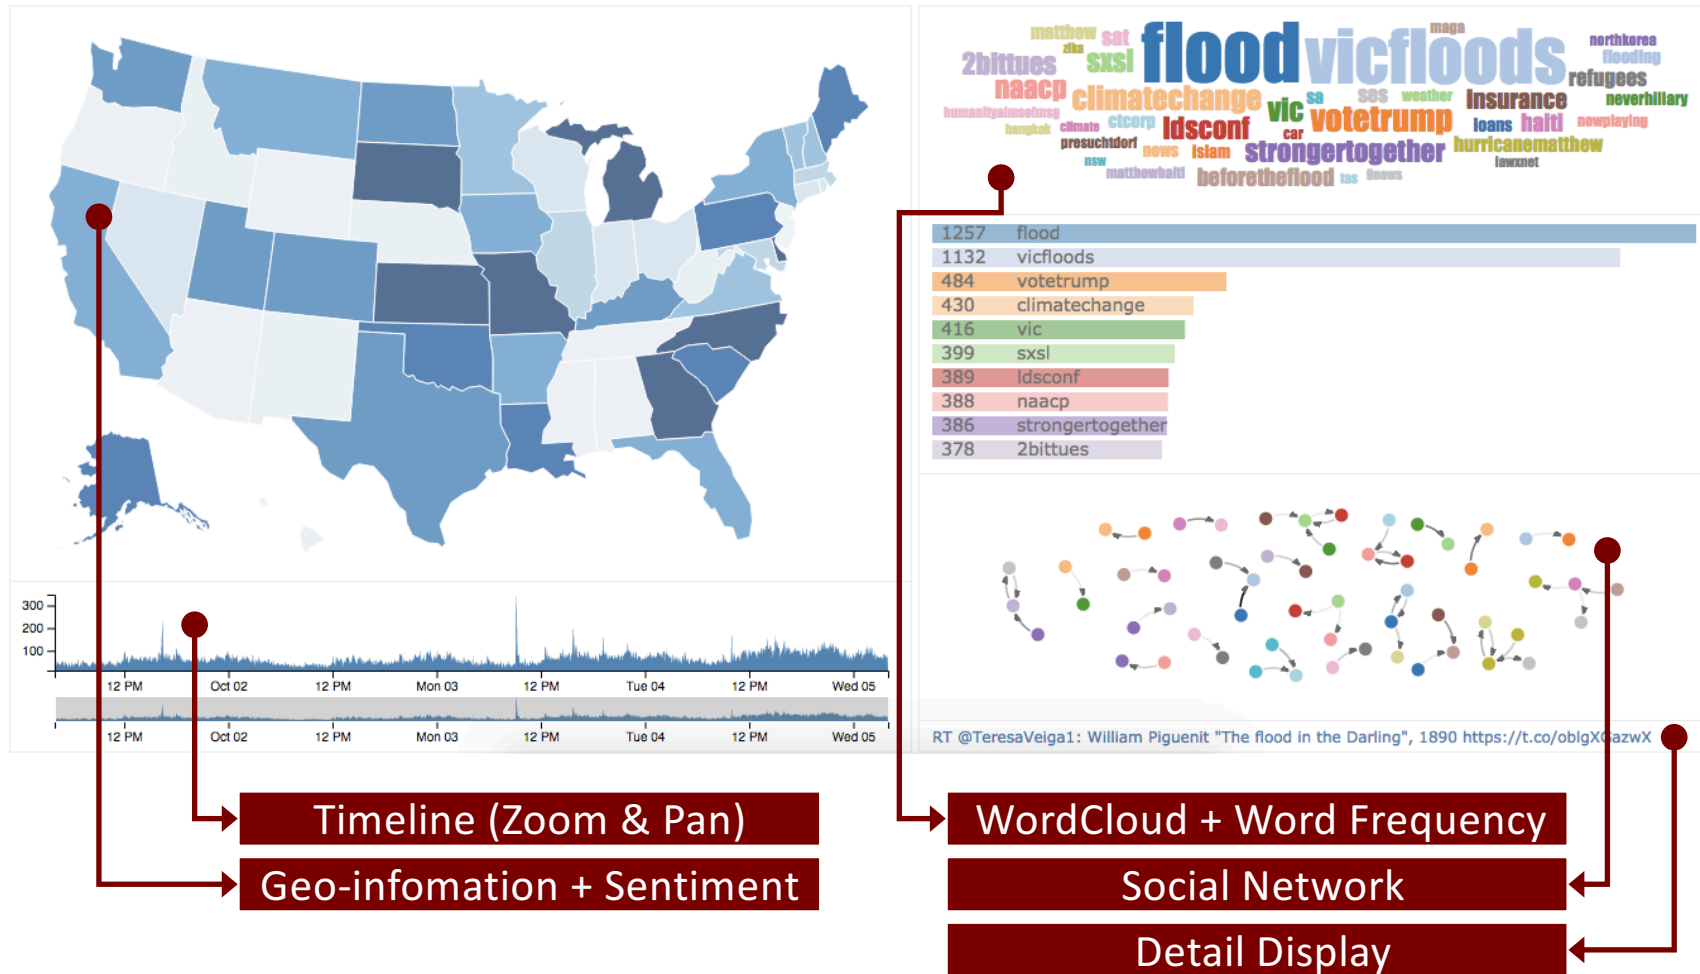 matthew sat flood vicfloods maga northkorea
zika 2bittues sxsl flooding
naacp climatechange vic sa ses weather insurance refugees neverhillary
humanityaimsofmsg bangkok climate ctcorp ldsconf car votetrump loans haiti nowplaying
presuchtdorf news islam strongertogether hurricanematthew
nsw matthewhaiti beforetheflood tas 9news lawxnet
1257 flood
1132 vicfloods
484 votetrump
430 climatechange
416 vic
399 sxsl
389 ldsconf
388 naacp
386 strongertogether
378 2bittues
300
200
100
12 PM Oct 02 12 PM Mon 03 12 PM Tue 04 12 PM Wed 05
12 PM Oct 02 12 PM Mon 03 12 PM Tue 04 12 PM Wed 05
RT @TeresaVeiga1: William Piguenit "The flood in the Darling", 1890
Timeline (Zoom & Pan)
Geo-infomation + Sentiment
WordCloud + Word Frequency
Social Network
Detail Display